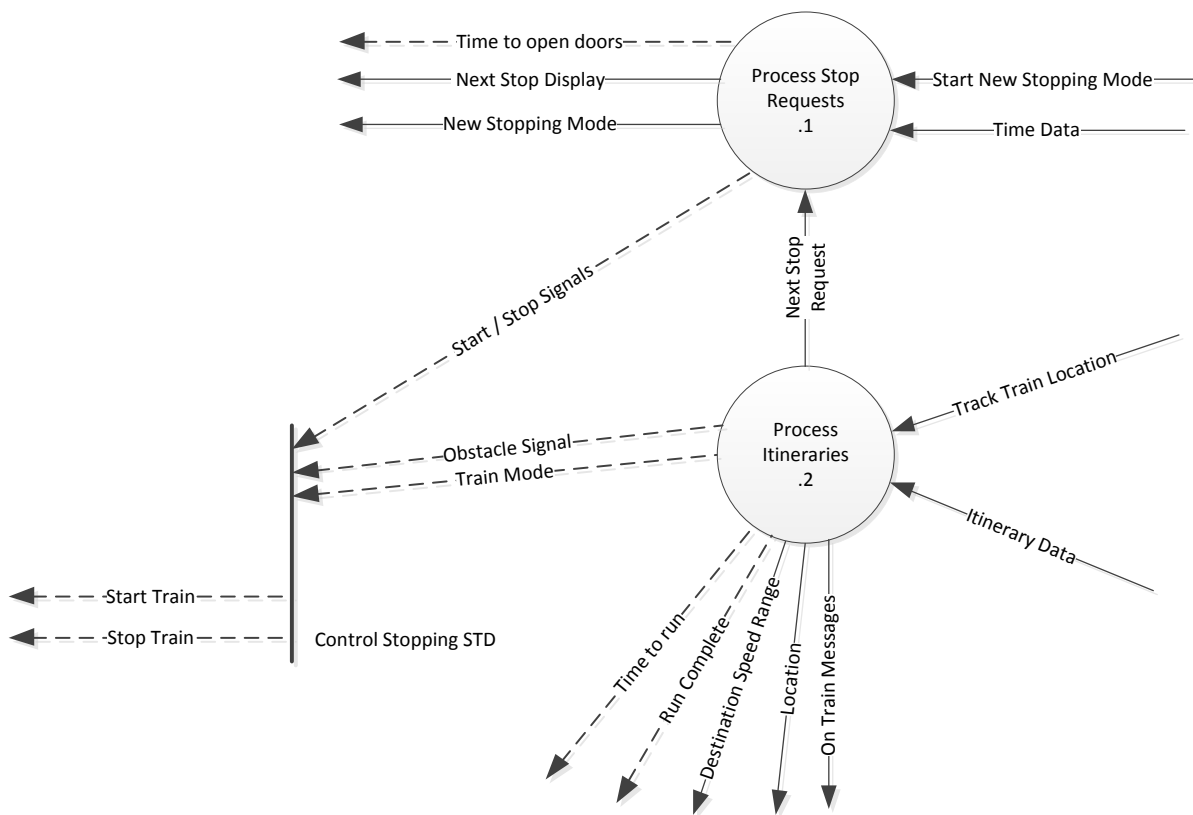 Time to open doors
Next Stop Display
New Stopping Mode
Process Stop
Requests
.1
Start New Stopping Mode
Time Data
Start / Stop Signals
Next Stop
Request
Track Train Location
Obstacle Signal
Train Mode
Process
Itineraries
.2
Itinerary Data
Start Train
Stop Train
Control Stopping STD
Time to run
Run Complete
Destination Speed Range
Location
On Train Messages